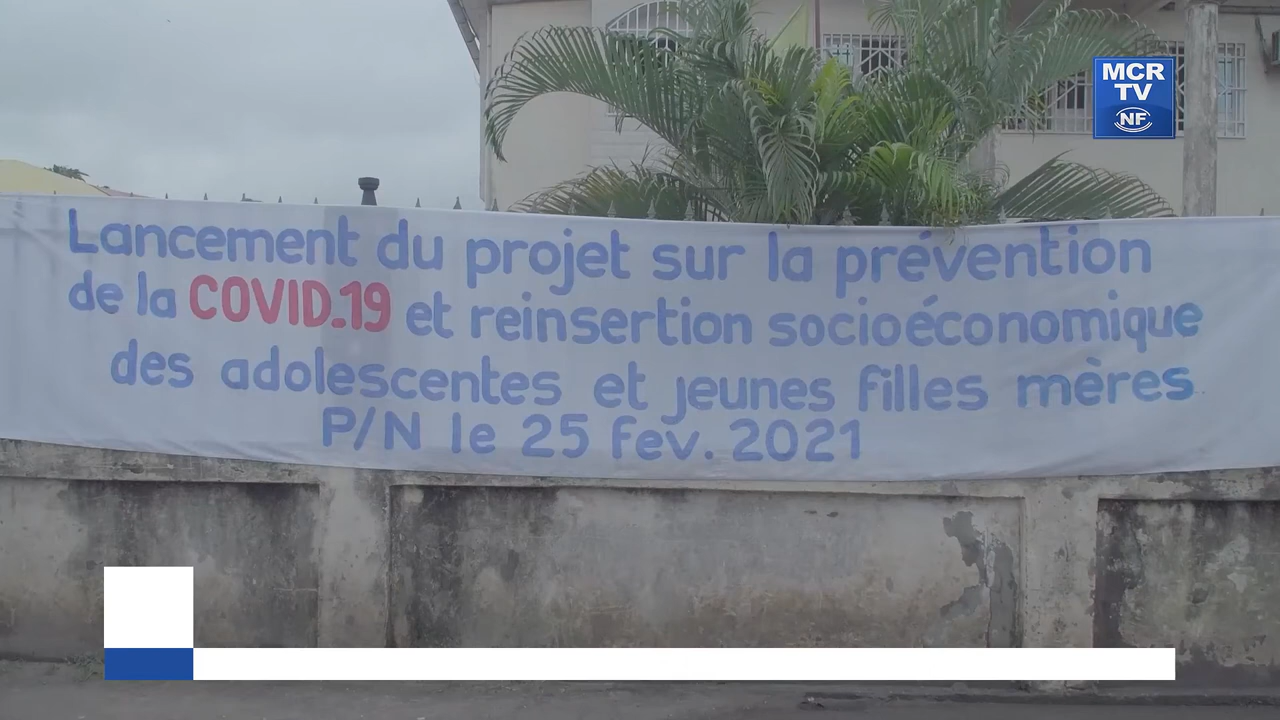 MCR
TV
NF
Lancement du projet sur la prévention
de la COVID.19 et reinsertion socioéconomique
des adolescentes et jeunes filles mères
P/N le 25 fev. 2021